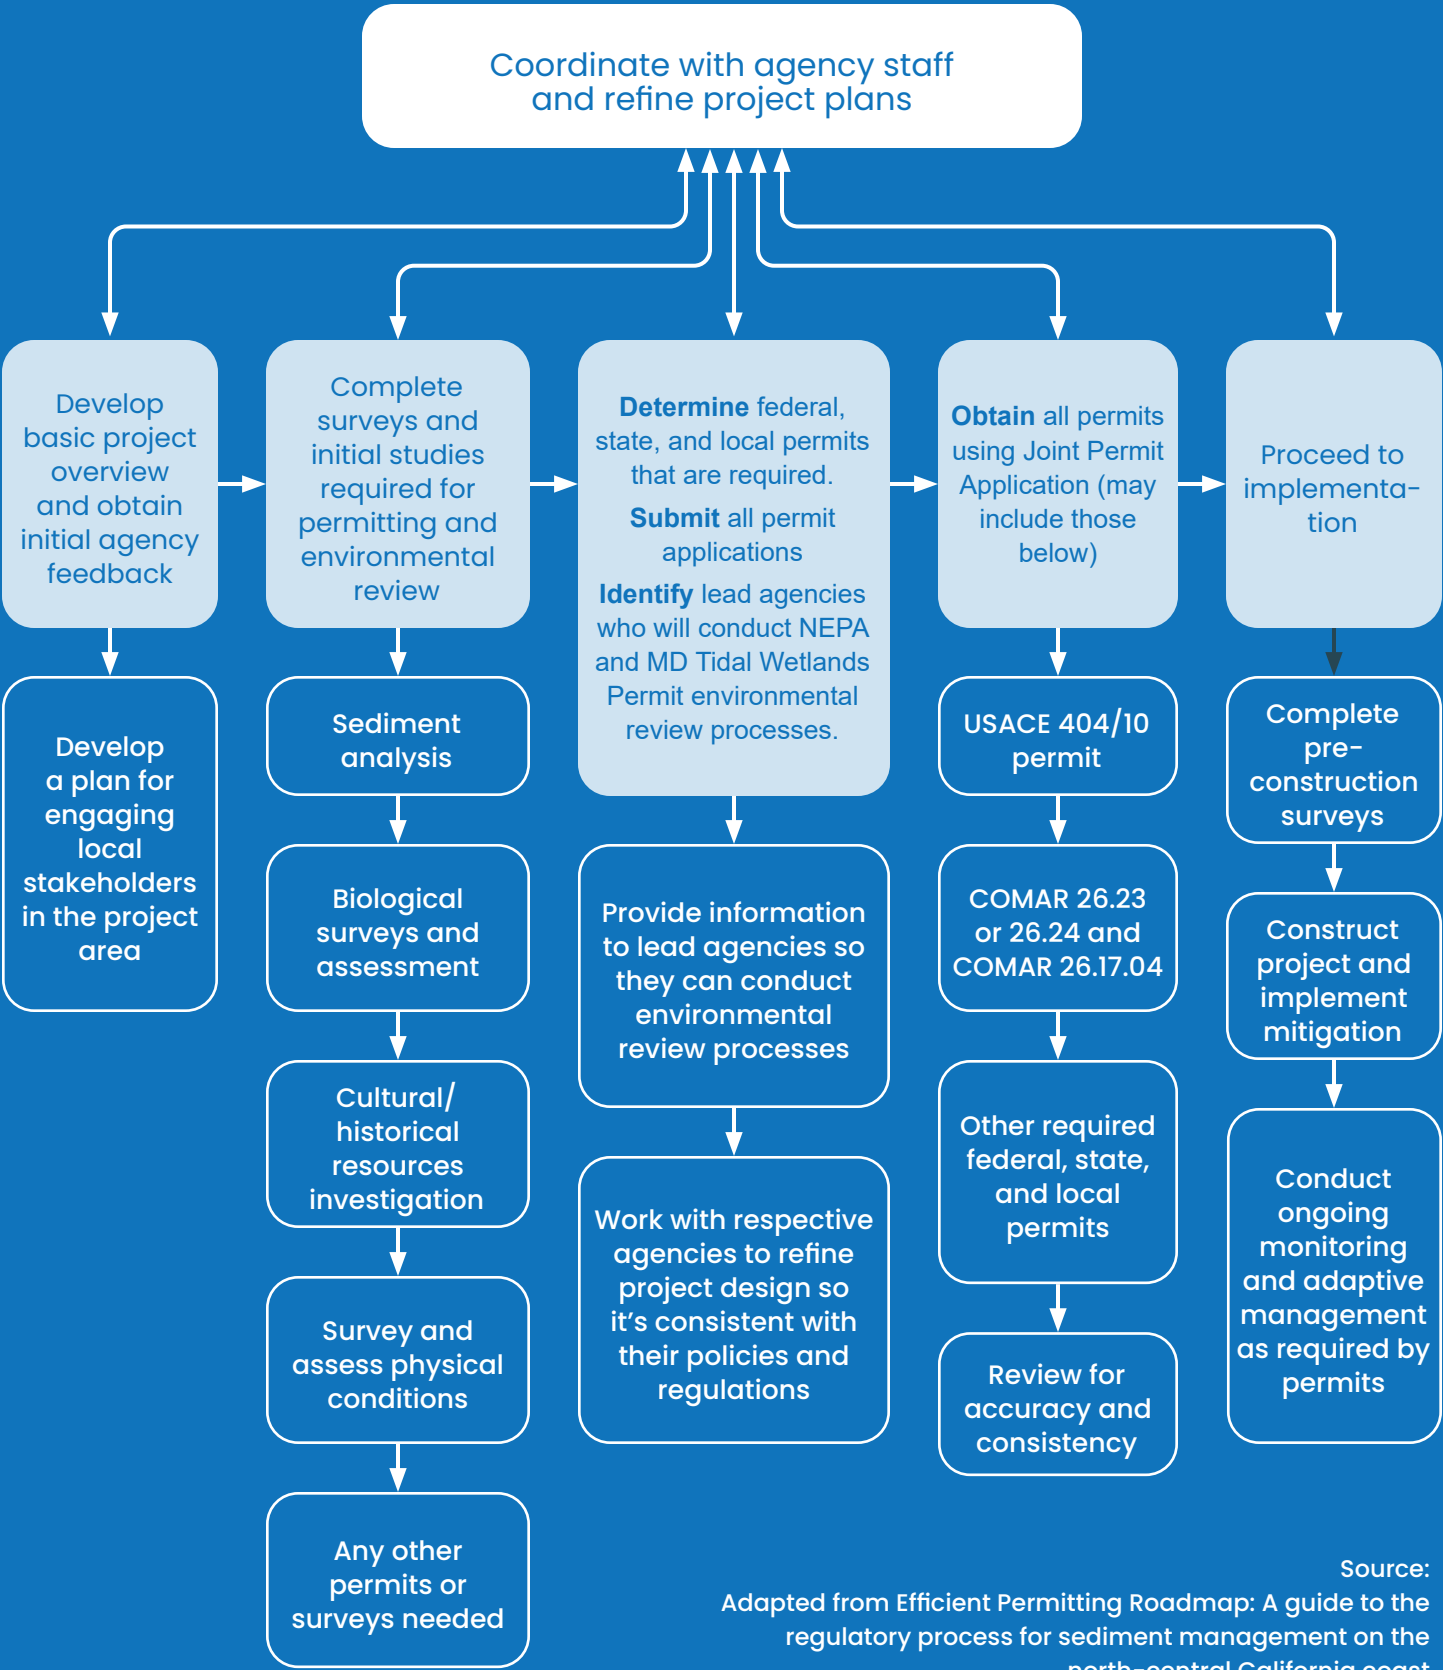 Coordinate with agency staff
and refine project plans
Develop
basic project
overview
and obtain
initial agency
feedback
Complete
surveys and
initial studies
required for
permitting and
environmental
review
Determine federal,
state, and local permits
that are required.
Submit all permit
applications
Identify lead agencies
who will conduct NEPA
and MD Tidal Wetlands
Permit environmental
review processes.
Obtain all permits
using Joint Permit
Application (may
include those
below)
Proceed to
implementa-
tion
Develop
a plan for
engaging
local
stakeholders
in the project
area
Sediment
analysis
Biological
surveys and
assessment
Cultural/
historical
resources
investigation
Survey and
assess physical
conditions
Any other
permits or
surveys needed
Provide information
to lead agencies so
they can conduct
environmental
review processes
Work with respective
agencies to refine
project design so
it's consistent with
their policies and
regulations
USACE 404/10
permit
COMAR 26.23
or 26.24 and
COMAR 26.17.04
Other required
federal, state,
and local
permits
Review for
accuracy and
consistency
Complete
pre-
construction
surveys
Construct
project and
implement
mitigation
Conduct
ongoing
monitoring
and adaptive
management
as required by
permits
Source:
Adapted from Efficient Permitting Roadmap: A guide to the
regulatory process for sediment management on the
north-central California coast